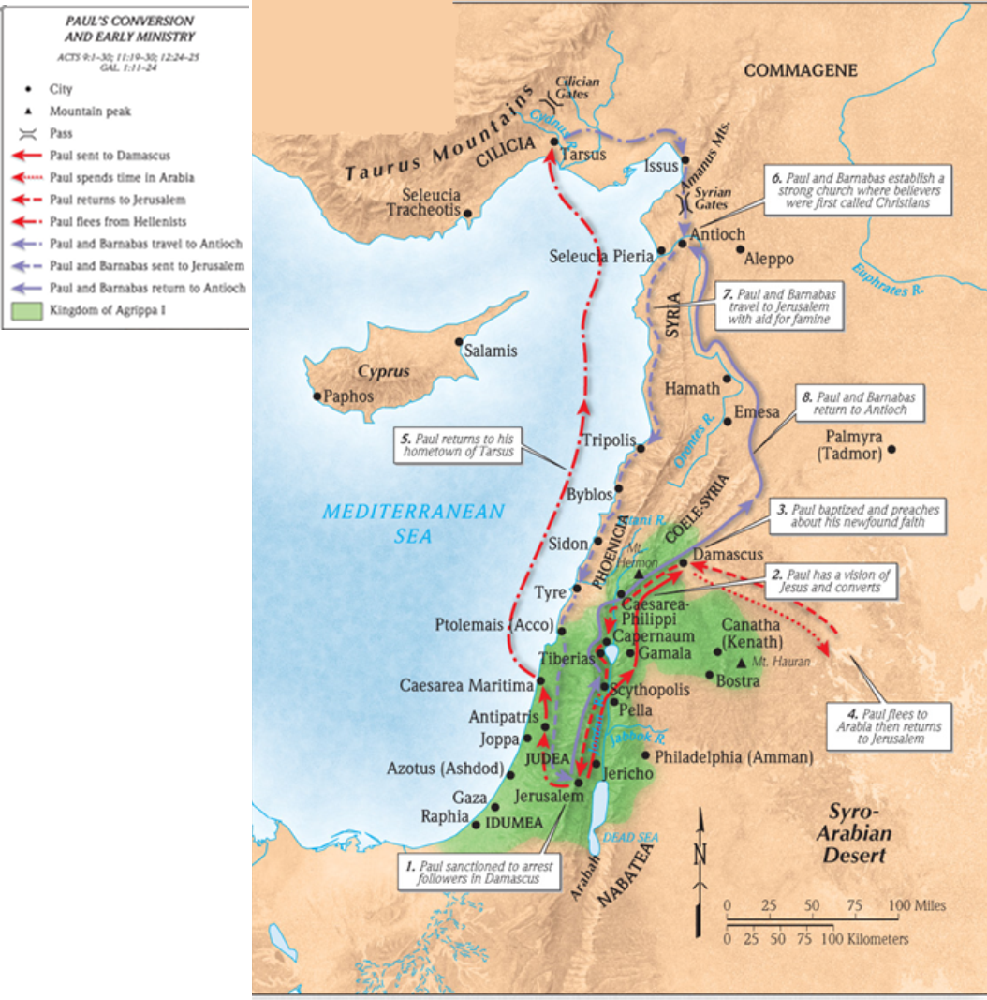 PAUL'S CONVERSION
AND EARLY MINISTRY
ACTS 9:1–30; 11:19–30; 12:24–25
GAL. 1:11–24
City
Mountain peak
Pass
Paul sent to Damascus
Paul spends time in Arabia
Paul returns to Jerusalem
Paul flees from Hellenists
Paul and Barnabas travel to Antioch
Paul and Barnabas sent to Jerusalem
Paul and Barnabas return to Antioch
Kingdom of Agrippa I
COMMAGENE
Cilician
Gates
Cydnus R.
Taurus Mountains
CILICIA
Tarsus
Issus
Amanus Mts.
Syrian
Gates
6. Paul and Barnabas establish a
strong church where believers
were first called Christians
Seleucia
Tracheotis
Antioch
Seleucia Pieria
Aleppo
Euphrates R.
7. Paul and Barnabas
travel to Jerusalem
with aid for famine
SYRIA
Salamis
Cyprus
Paphos
Hamath
Emesa
8. Paul and Barnabas
return to Antioch
5. Paul returns to his
hometown of Tarsus
Tripolis
Orontes R.
Palmyra
(Tadmor)
Byblos
MEDITERRANEAN
SEA
COELE-SYRIA
3. Paul baptized and preaches
about his newfound faith
Sidon
PHOENICIA
Mt.
Hermon
Damascus
2. Paul has a vision of
Jesus and converts
Tyre
Caesarea-
Philippi
Ptolemais (Acco)
Capernaum
Canatha
(Kenath)
Tiberias
Gamala
Mt. Hauran
Bostra
Caesarea Maritima
Scythopolis
Pella
4. Paul flees to
Arabia then returns
to Jerusalem
Antipatris
Joppa
Jabbok R.
JUDEA
Philadelphia (Amman)
Azotus (Ashdod)
Jericho
Jerusalem
Gaza
Raphia
IDUMEA
DEAD SEA
Syro-
Arabian
Desert
1. Paul sanctioned to arrest
followers in Damascus
Arabah
NABATEA
N
0 25 50 75 100 Miles
0 25 50 75 100 Kilometers